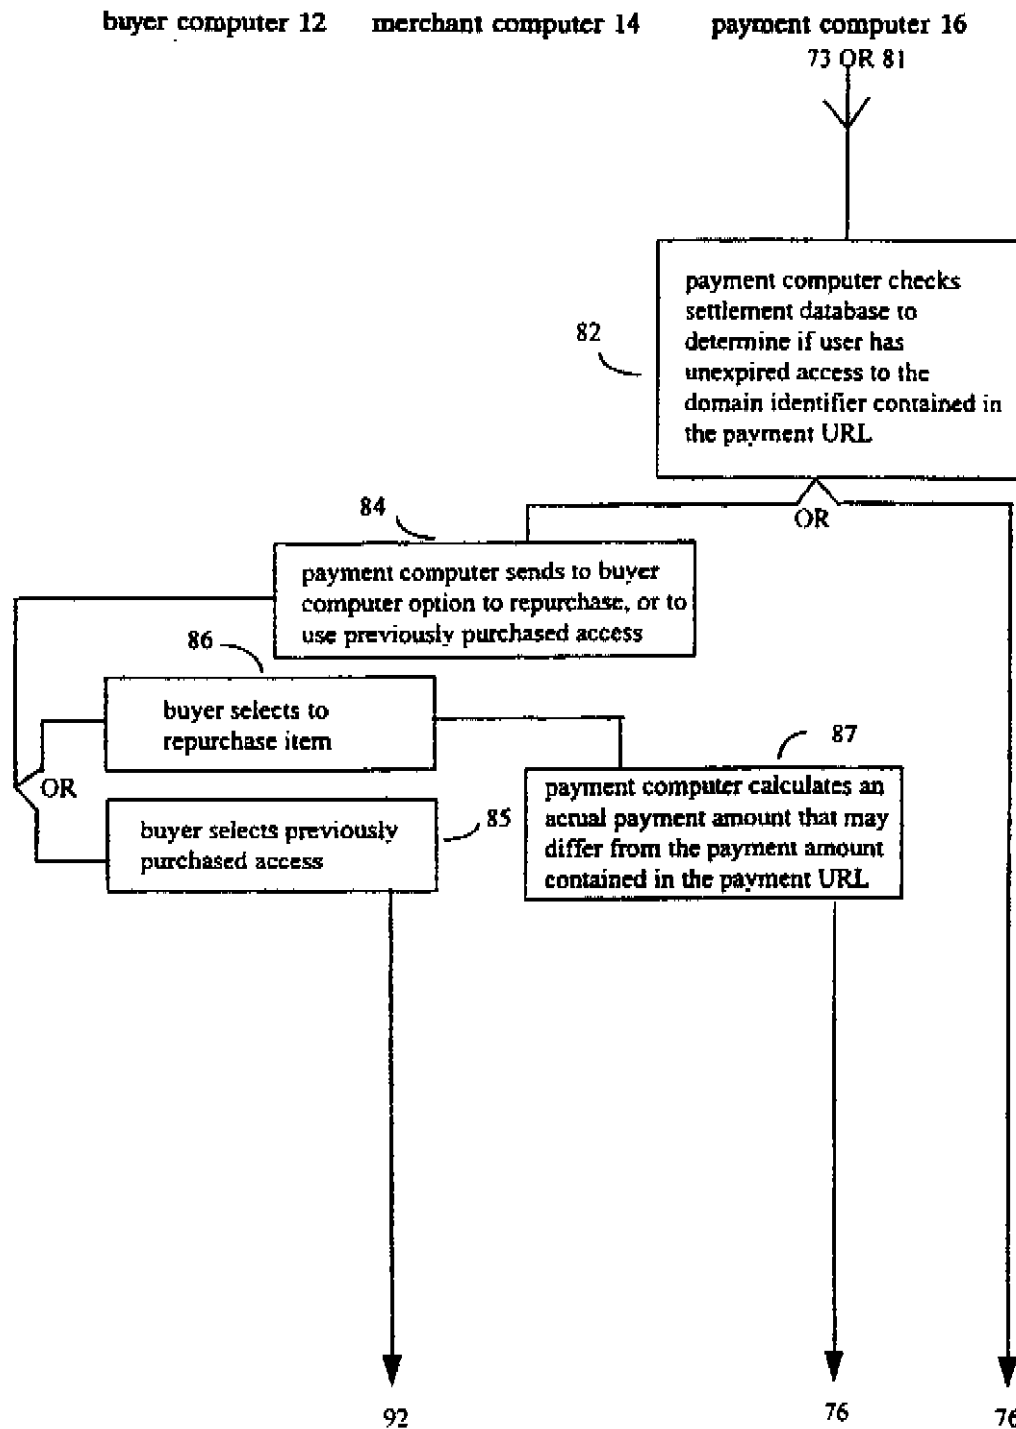 buyer computer 12 merchant computer 14 payment computer 16
73 OR 81
payment computer checks
settlement database to
determine if user has
unexpired access to the
domain identifier contained in
the payment URL
82
OR
84
payment computer sends to buyer
computer option to repurchase, or to
use previously purchased access
86
buyer selects to
repurchase item
87
OR
payment computer calculates an
actual payment amount that may
differ from the payment amount
contained in the payment URL
buyer selects previously
purchased access
85
92
76
76